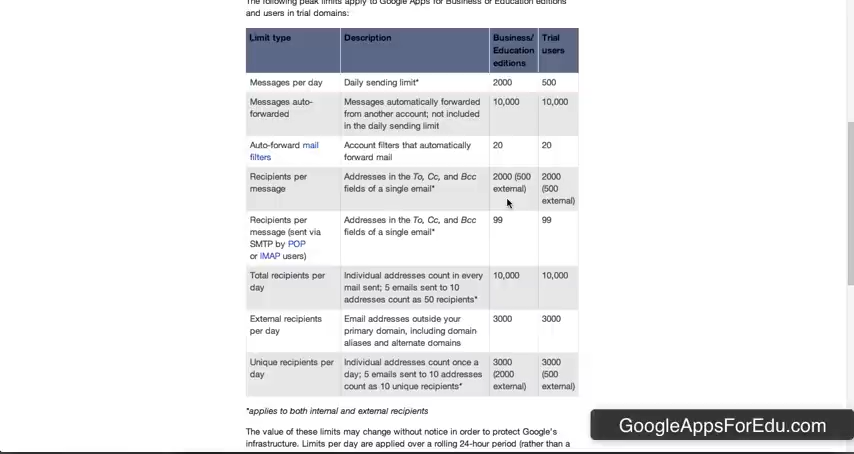 The following peak limits apply to Google Apps for Business or Education editions
and users in trial domains:
Limit type
Description
Business/
Education
editions
Trial
users
Messages per day
Daily sending limit*
2000
500
Messages auto-
forwarded
Messages automatically forwarded
from another account; not included
in the daily sending limit
10,000
10,000
Auto-forward mail
filters
Account filters that automatically
forward mail
20
20
Recipients per
message
Addresses in the To, Cc, and Bcc
fields of a single email*
2000 (500
external)
2000
(500
external)
Recipients per
message (sent via
SMTP by POP
or IMAP users)
Addresses in the To, Cc, and Bcc
fields of a single email*
99
99
Total recipients per
day
Individual addresses count in every
mail sent; 5 emails sent to 10
addresses count as 50 recipients*
10,000
10,000
External recipients
per day
Email addresses outside your
primary domain, including domain
aliases and alternate domains
3000
3000
Unique recipients per
day
Individual addresses count once a
day; 5 emails sent to 10 addresses
count as 10 unique recipients*
3000
(2000
external)
3000
(500
external)
*applies to both internal and external recipients
The value of these limits may change without notice in order to protect Google's
infrastructure. Limits per day are applied over a rolling 24-hour period (rather than a
GoogleAppsForEdu.com